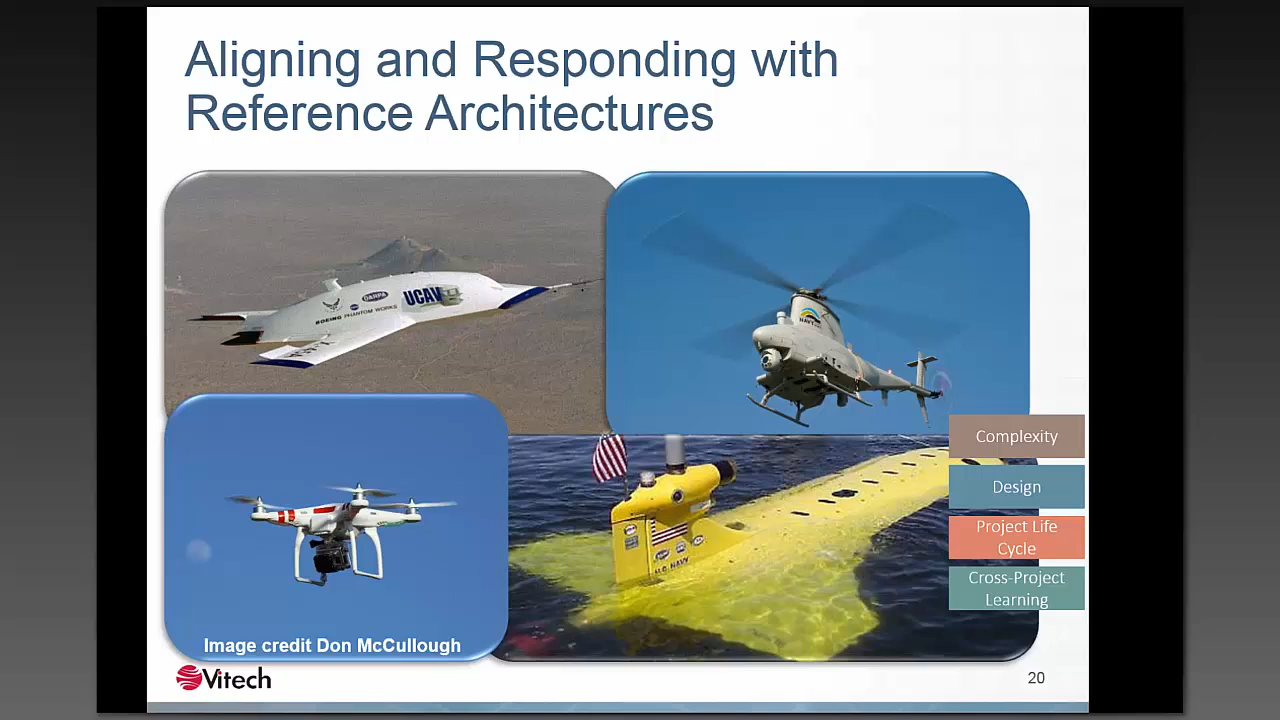 Aligning and Responding with
Reference Architectures
DARPA
UCAV
BOEING PHANTOM WORKS
NAVY
U.S. NAVY
Complexity
Design
Project Life
Cycle
Cross-Project
Learning
Image credit Don McCullough
Vitech
20